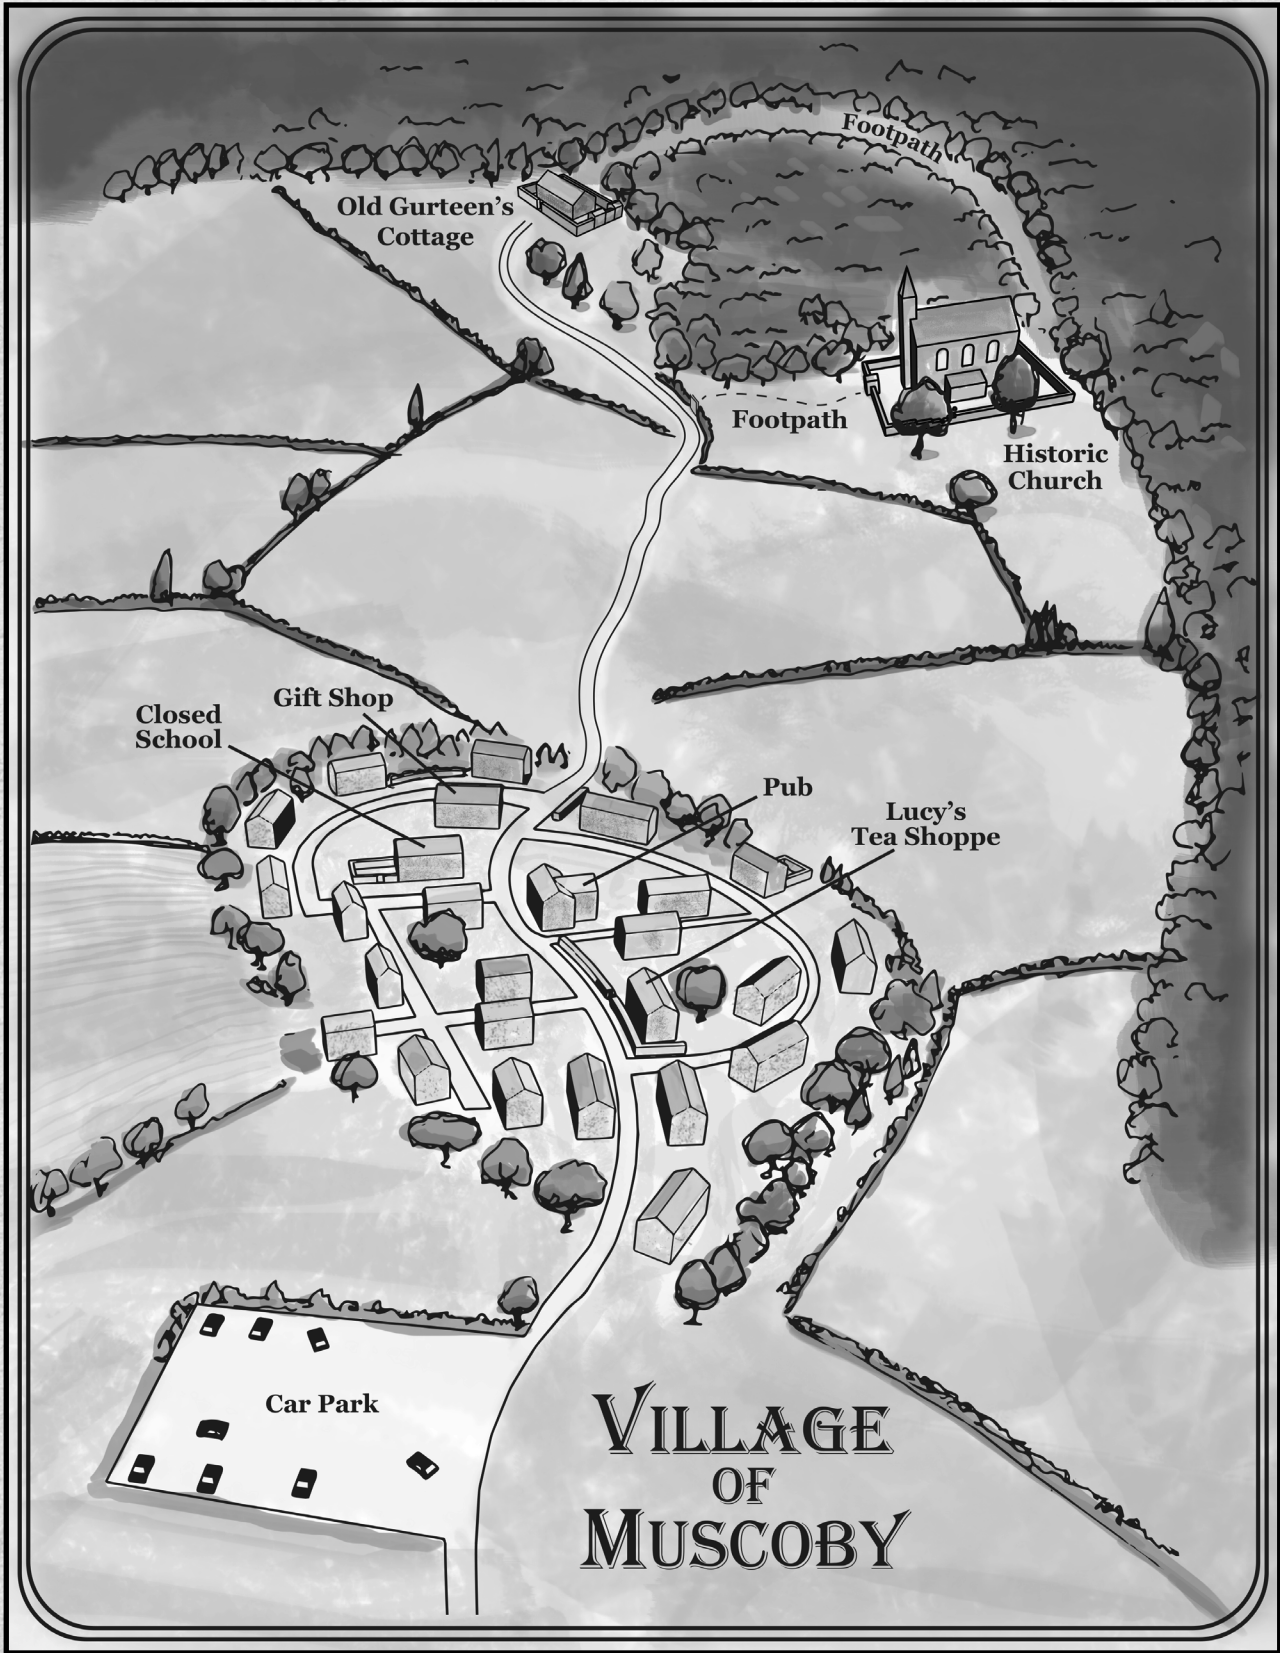 Footpath
Old Gurteen's
Cottage
Footpath
Historic
Church
Gift Shop
Closed
School
Pub
Lucy's
Tea Shoppe
Car Park
Village
of
Muscoby